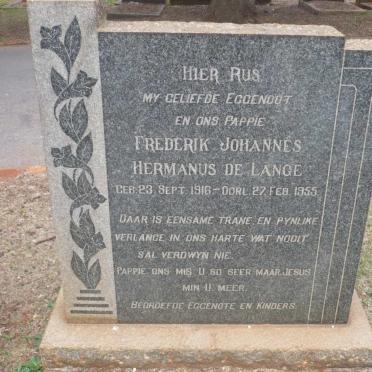 HIER RUS
MY GELIEFDE EGGENOOT
EN ONS PAPPIE
FREDERIK JOHANNES
HERMANUS DE LANGE
GEB. 23. SEPT. 1916 – OORL. 27. FEB. 1955.
DAAR IS EENSAME TRANE EN PYNLIKE
VERLANGE IN ONS HARTE WAT NOOIT
SAL VERDWYN NIE.
PAPPIE ONS MIS U SO SEER MAAR JESUS
MIN U MEER.
BEDROEFDE EGGENOTE EN KINDERS.